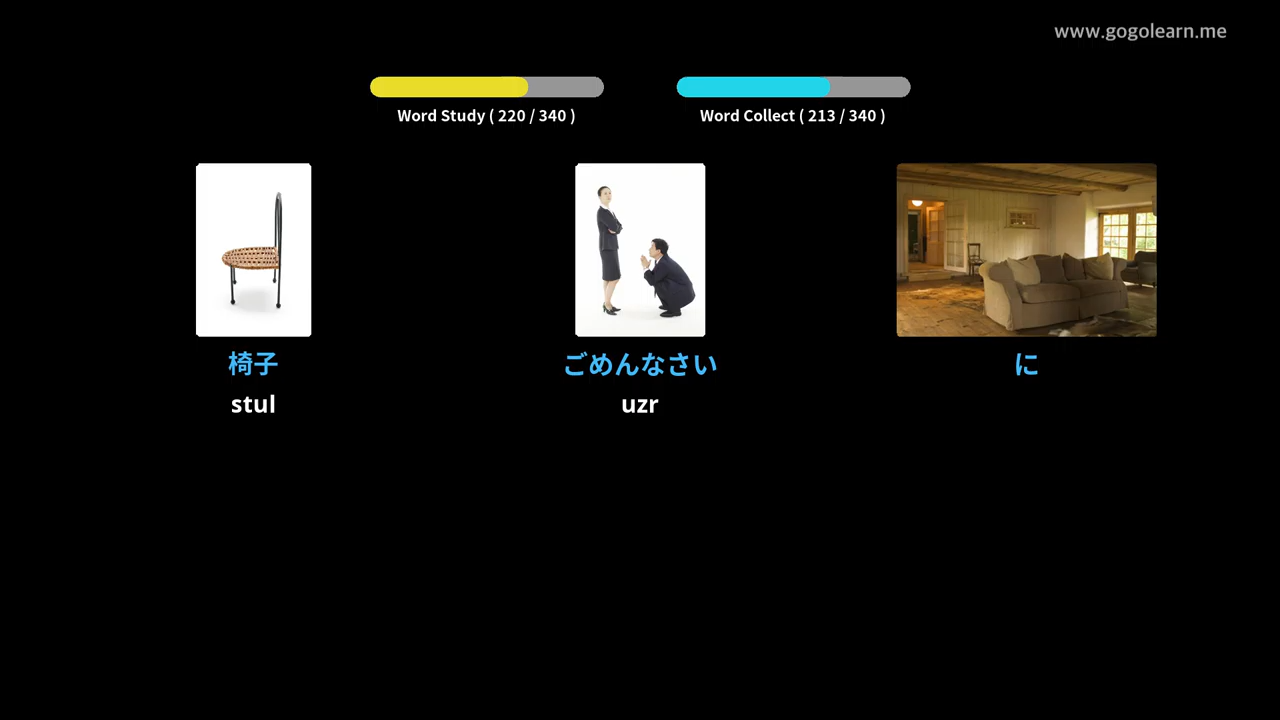 www.gogolearn.me
Word Study ( 220 / 340 )
Word Collect ( 213 / 340 )
椅子
ごめんなさい
に
stul
uzr